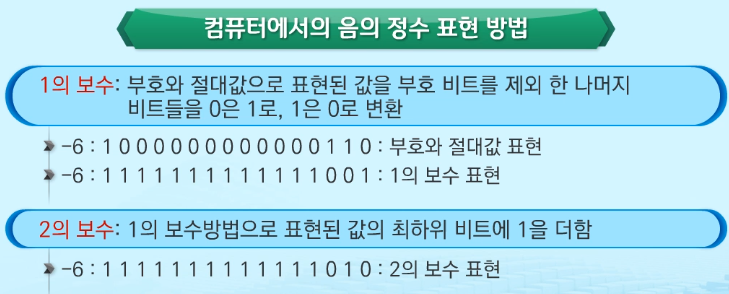 컴퓨터에서의 음의 정수 표현 방법
1의 보수: 부호와 절대값으로 표현된 값을 부호 비트를 제외 한 나머지
비트들을 0은 1로, 1은 0로 변환
-6 : 1 0 0 0 0 0 0 0 0 0 0 0 0 1 1 0 : 부호와 절대값 표현
-6 : 1 1 1 1 1 1 1 1 1 1 1 1 1 0 0 1 : 1의 보수 표현
2의 보수: 1의 보수방법으로 표현된 값의 최하위 비트에 1을 더함
-6 : 1 1 1 1 1 1 1 1 1 1 1 1 1 0 1 0 : 2의 보수 표현